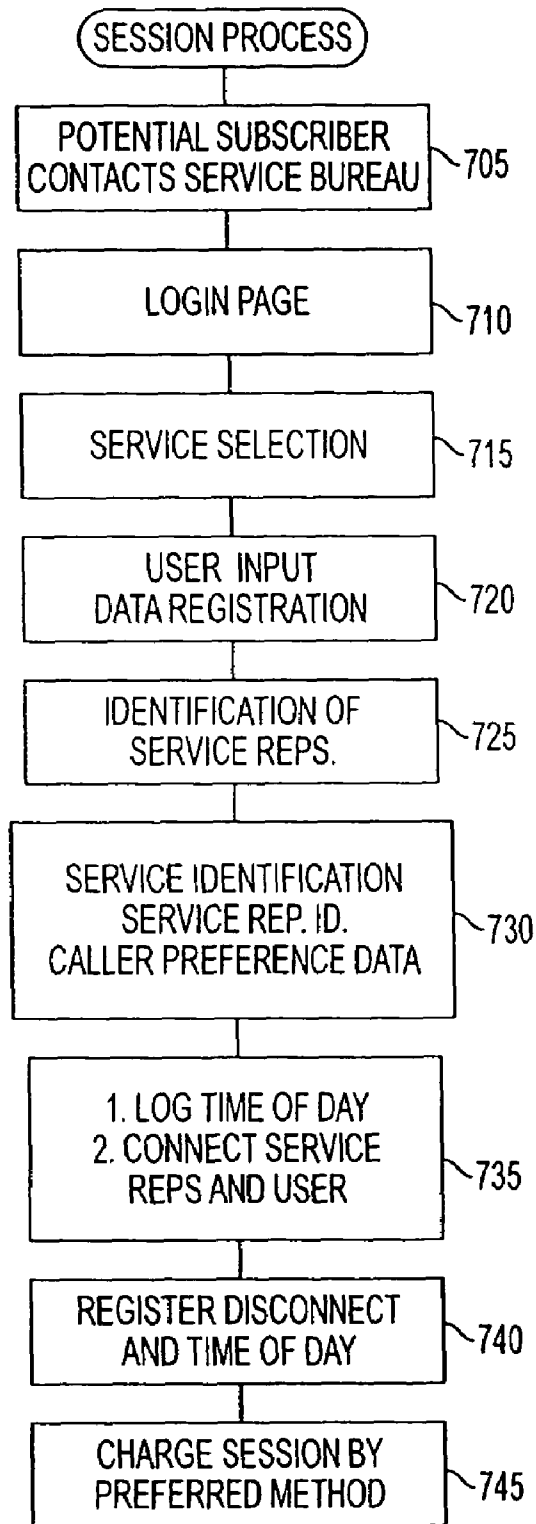 SESSION PROCESS
POTENTIAL SUBSCRIBER
CONTACTS SERVICE BUREAU
705
LOGIN PAGE
710
SERVICE SELECTION
715
USER INPUT
DATA REGISTRATION
720
IDENTIFICATION OF
SERVICE REPS.
725
SERVICE IDENTIFICATION
SERVICE REP. ID.
CALLER PREFERENCE DATA
730
1. LOG TIME OF DAY
2. CONNECT SERVICE
REPS AND USER
735
REGISTER DISCONNECT
AND TIME OF DAY
740
CHARGE SESSION BY
PREFERRED METHOD
745